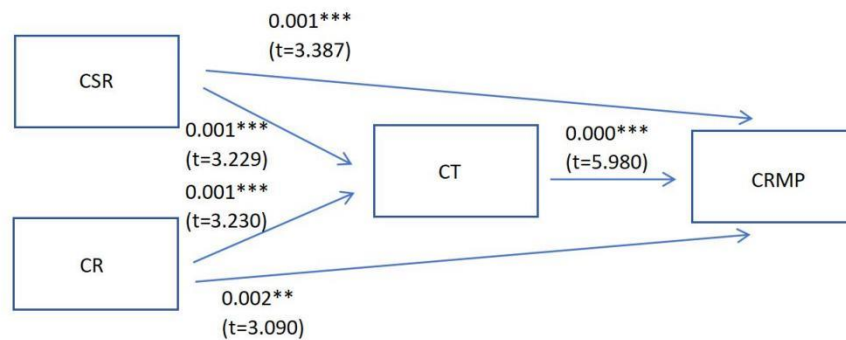 0.001***
(t=3.387)
CSR
0.001***
(t=3.229)
CT
0.000***
(t=5.980)
CRMP
0.001***
(t=3.230)
CR
0.002**
(t=3.090)